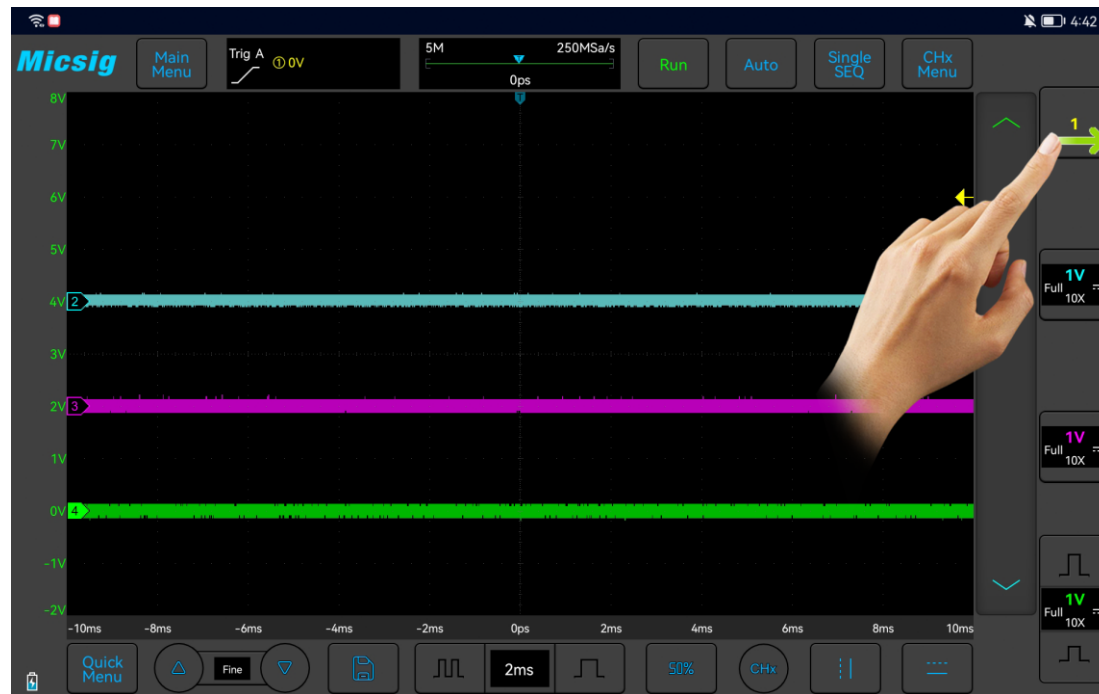 4:42
Micsig
Main
Menu
Trig A
① 0V
5M
250MSa/s
0ps
Run
Auto
Single
SEQ
CHx
Menu
T
8V
7V
6V
5V
4V
3V
2V
1V
0V
-1V
-2V
2
3
4
1
1V
Full
10X
1V
Full
10X
1V
Full
10X
-10ms
-8ms
-6ms
-4ms
-2ms
0ps
2ms
4ms
6ms
8ms
10ms
Quick
Menu
Fine
2ms
50%
CHx